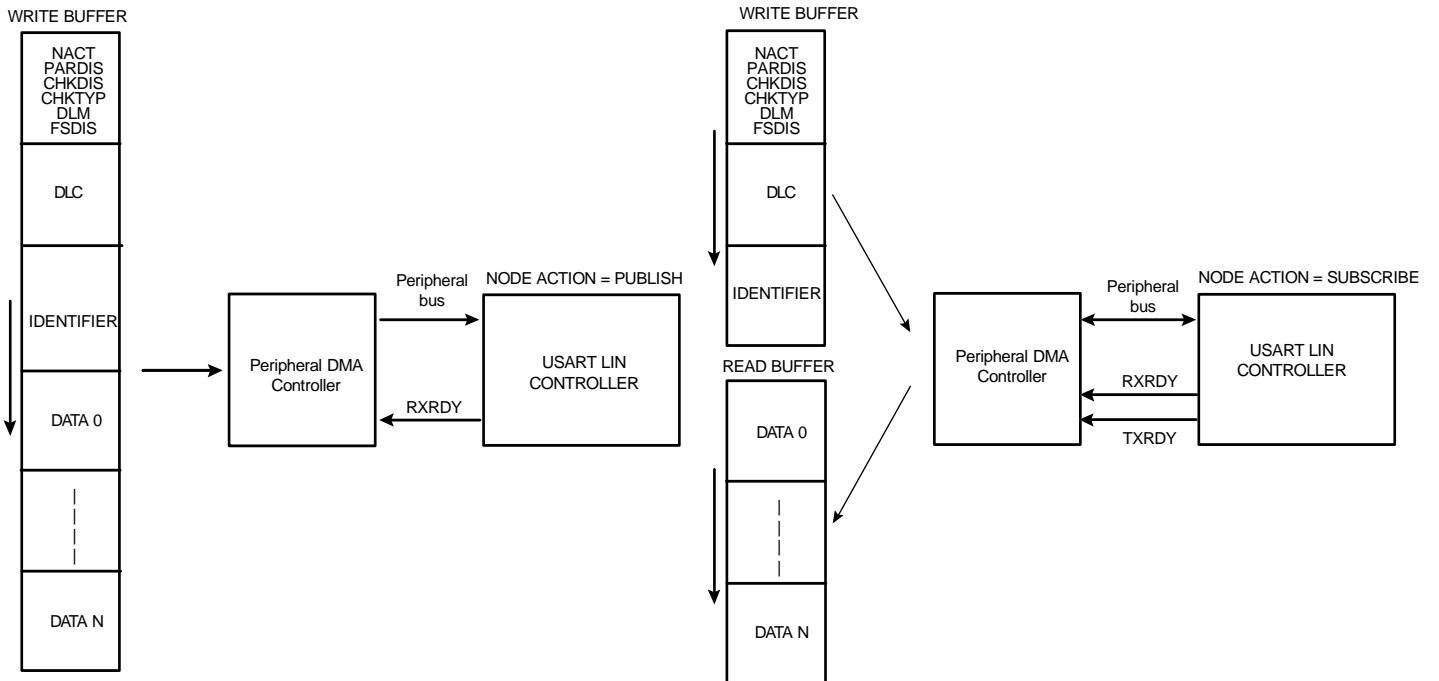 WRITE BUFFER
NACT
PARDIS
CHKDIS
CHKTYP
DLM
FSDIS
DLC
IDENTIFIER
DATA 0
DATA N
Peripheral DMA
Controller
Peripheral
bus
RXRDY
NODE ACTION = PUBLISH
USART LIN
CONTROLLER
WRITE BUFFER
NACT
PARDIS
CHKDIS
CHKTYP
DLM
FSDIS
DLC
IDENTIFIER
READ BUFFER
DATA 0
DATA N
Peripheral DMA
Controller
Peripheral
bus
RXRDY
TXRDY
NODE ACTION = SUBSCRIBE
USART LIN
CONTROLLER